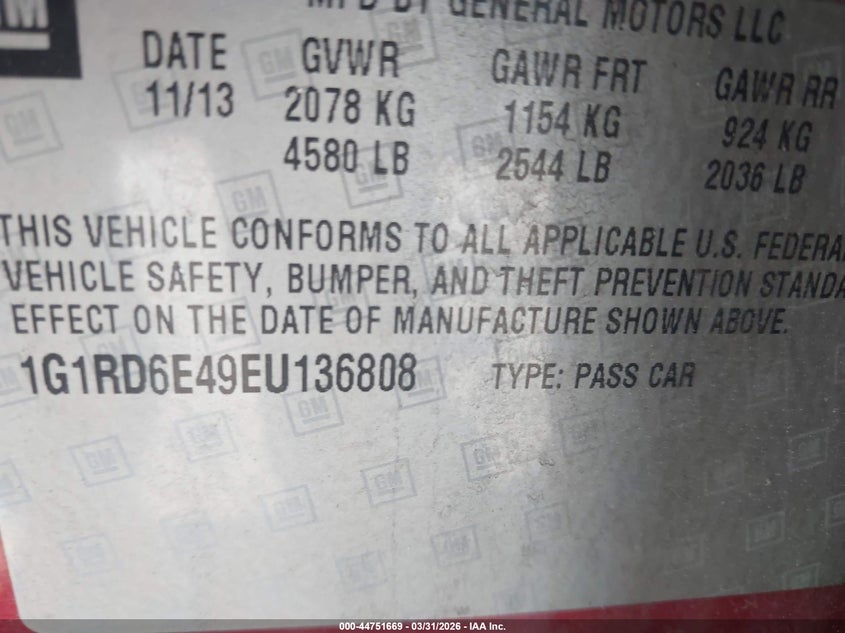 GM
MFD BY GENERAL MOTORS LLC
DATE GVWR GAWR FRT GAWR RR
11/13 2078 KG 1154 KG 924 KG
4580 LB 2544 LB 2036 LB
THIS VEHICLE CONFORMS TO ALL APPLICABLE U.S. FEDERAL
VEHICLE SAFETY, BUMPER, AND THEFT PREVENTION STANDA
EFFECT ON THE DATE OF MANUFACTURE SHOWN ABOVE.
1G1RD6E49EU136808 TYPE: PASS CAR
000-44751669 - 03/31/2026 - IAA Inc.